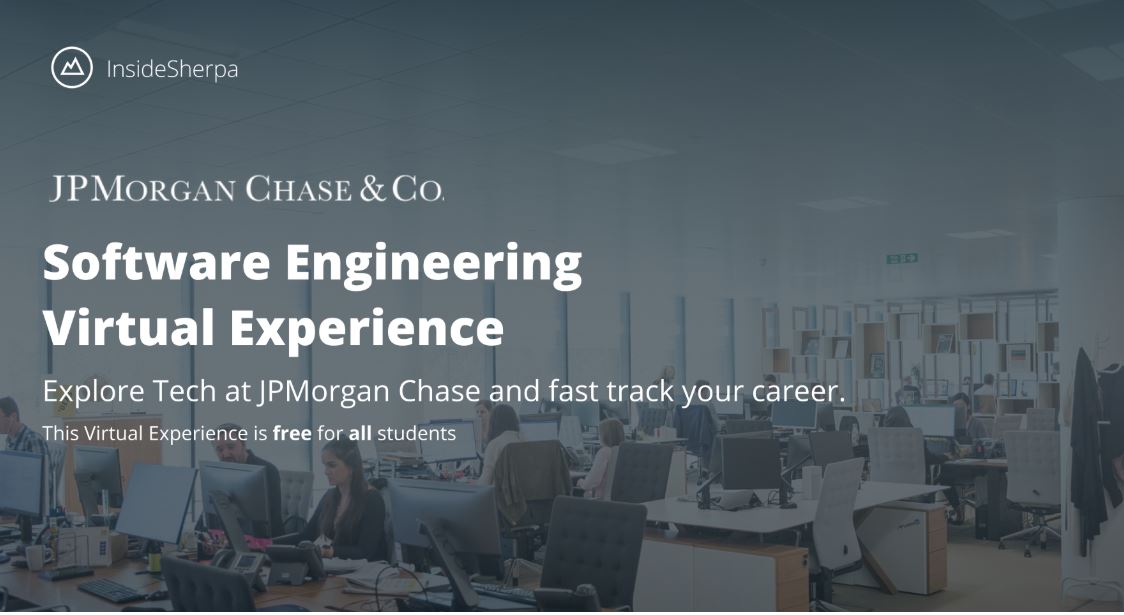 InsideSherpa
JPMORGAN CHASE & CO.
Software Engineering
Virtual Experience
Explore Tech at JPMorgan Chase and fast track your career.
This Virtual Experience is free for all students